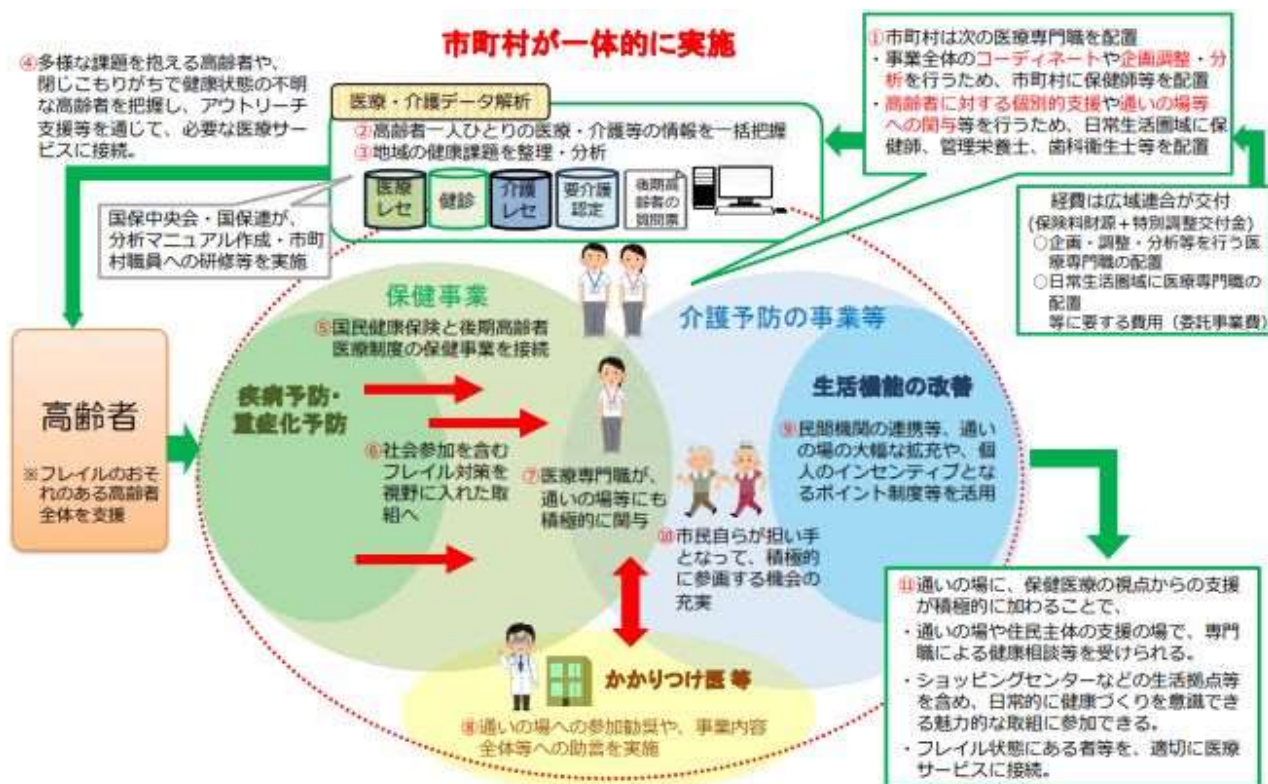 市町村が一体的に実施
④多様な課題を抱える高齢者や、
閉じこもりがちで健康状態の不明
な高齢者を把握し、アウトリーチ
支援等を通じて、必要な医療サー
ビスに接続。
医療・介護データ解析
②高齢者一人ひとりの医療・介護等の情報を一括把握
③地域の健康課題を整理・分析
医療
レセ
健診
介護
レセ
要介護
認定
後期高
齢者の
質問票
①市町村は次の医療専門職を配置
・事業全体のコーディネートや企画調整・分
析を行うため、市町村に保健師等を配置
・高齢者に対する個別的支援や通いの場等
への関与等を行うため、日常生活圏域に保
健師、管理栄養士、歯科衛生士等を配置
経費は広域連合が交付
(保険料財源+特別調整交付金)
○企画・調整・分析等を行う医
療専門職の配置
○日常生活圏域に医療専門職の
配置
等に要する費用(委託事業費)
国保中央会・国保連が、
分析マニュアル作成・市町
村職員への研修等を実施
高齢者
※フレイルのおそ
れのある高齢者
全体を支援
保健事業
⑤国民健康保険と後期高齢者
医療制度の保健事業を接続
疾病予防・
重症化予防
⑥社会参加を含む
フレイル対策を
視野に入れた取
組へ
⑦医療専門職が、
通いの場等にも
積極的に関与
介護予防の事業等
生活機能の改善
⑨民間機関の連携等、通い
の場の大幅な拡充や、個
人のインセンティブとな
るポイント制度等を活用
⑩市民自らが担い手
となって、積極的
に参画する機会の
充実
かかりつけ医 等
⑧通いの場への参加勧奨や、事業内容
全体等への助言を実施
⑪通いの場に、保健医療の視点からの支援
が積極的に加わることで、
・通いの場や住民主体の支援の場で、専門
職による健康相談等を受けられる。
・ショッピングセンターなどの生活拠点等
を含め、日常的に健康づくりを意識でき
る魅力的な取組に参加できる。
・フレイル状態にある者等を、適切に医療
サービスに接続。